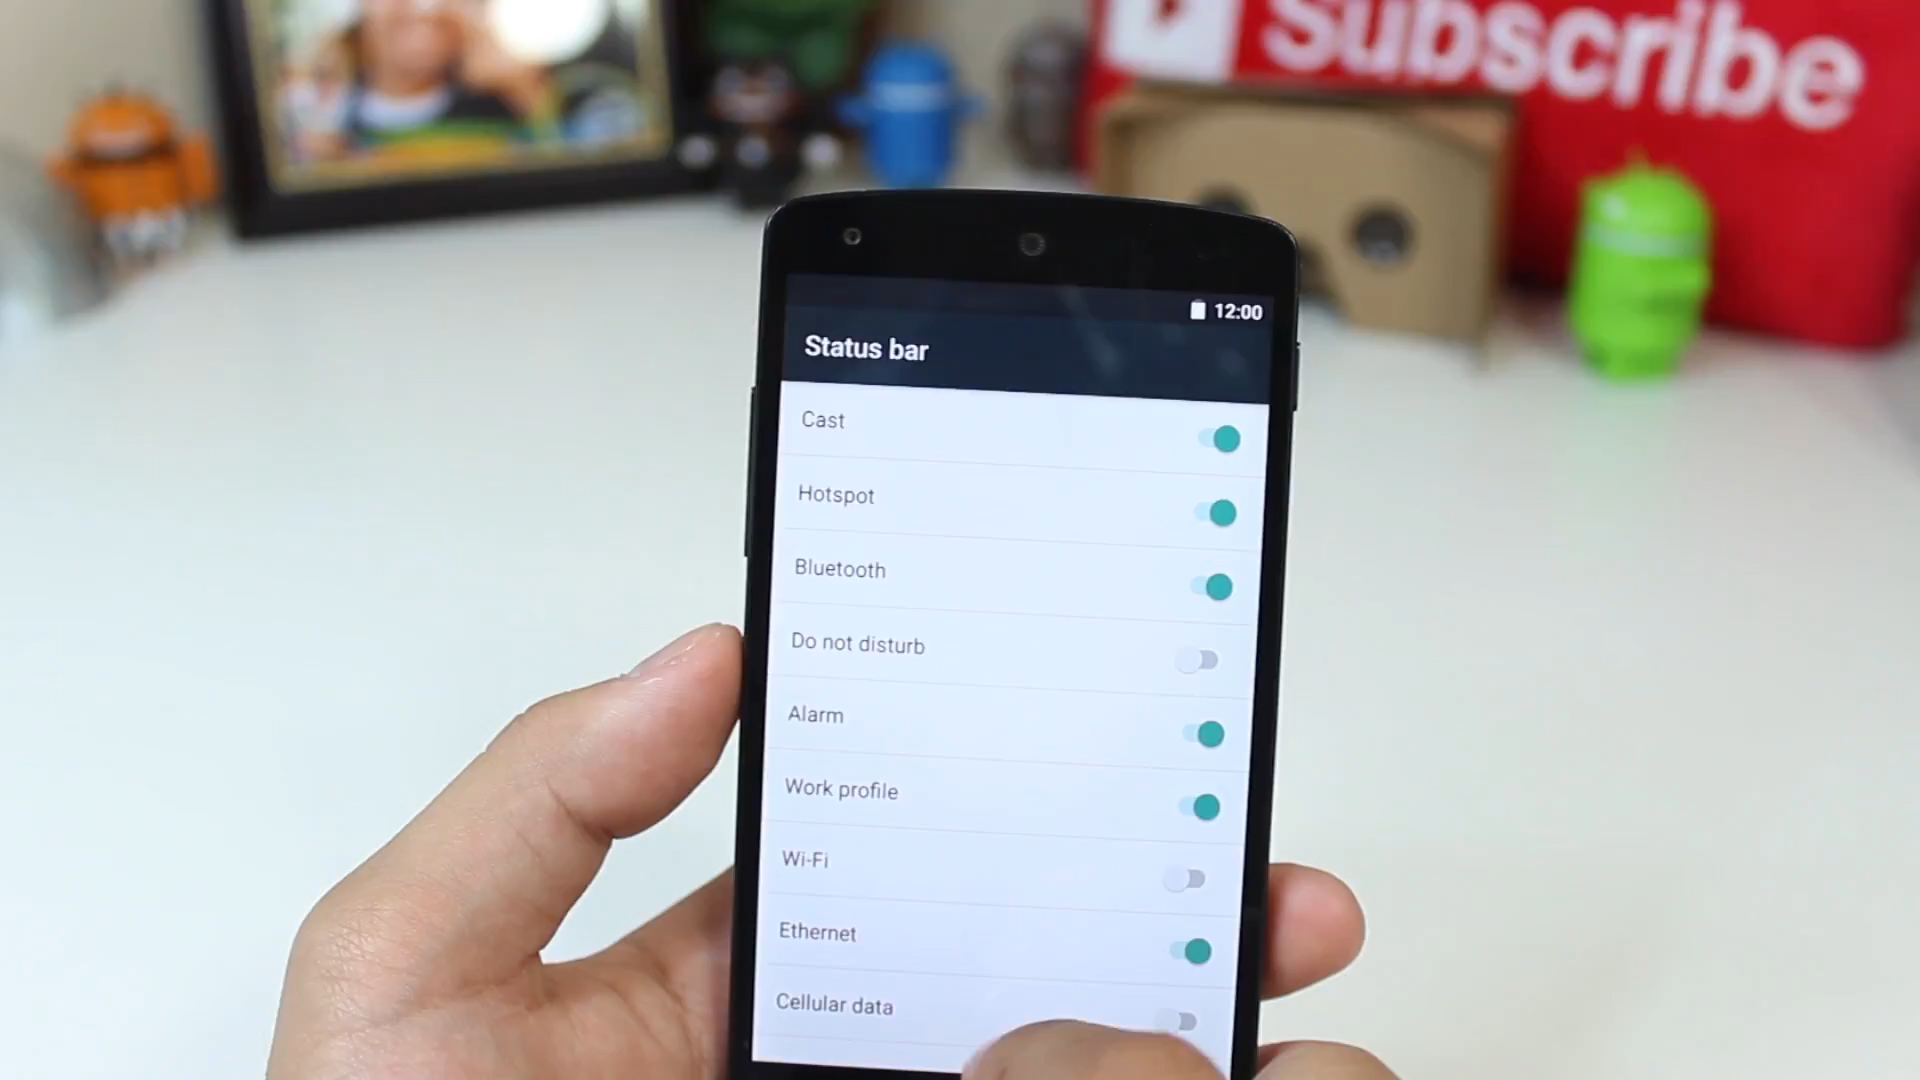 Subscribe
12:00
Status bar
Cast
Hotspot
Bluetooth
Do not disturb
Alarm
Work profile
Wi-Fi
Ethernet
Cellular data